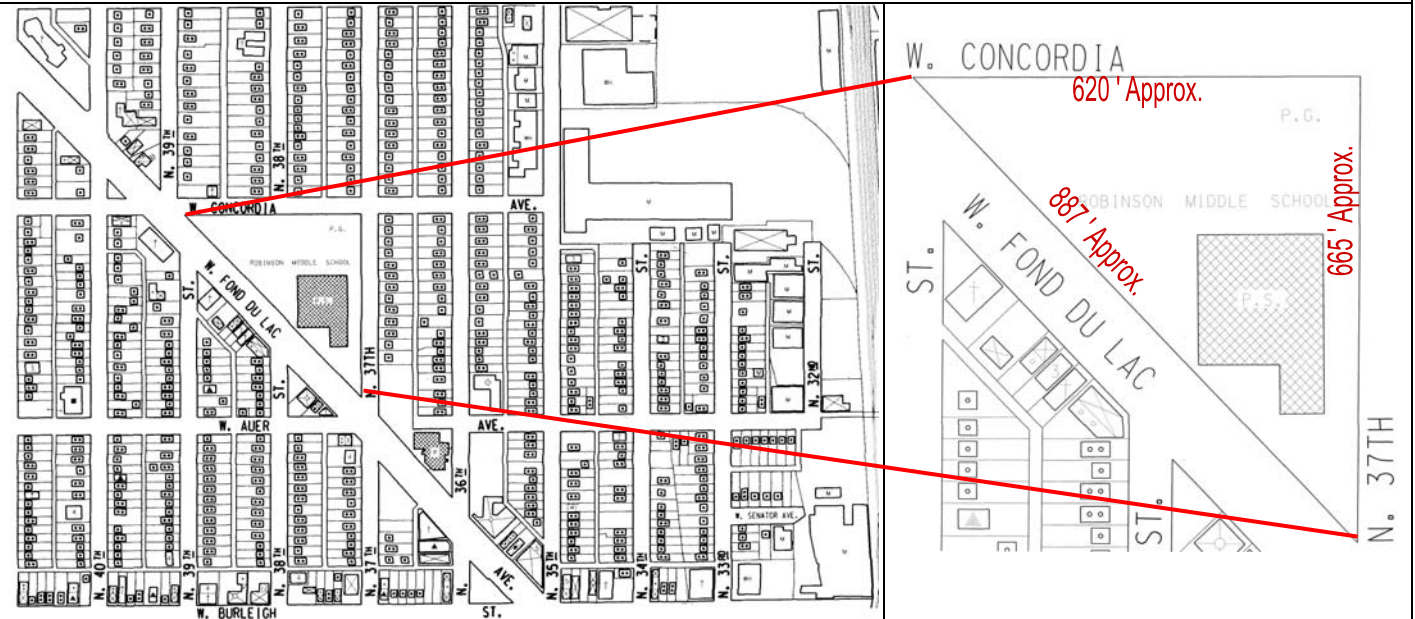 N. 39TH
N. 38TH
W. CONCORDIA
AVE.
P.G.
ROBINSON MIDDLE SCHOOL
ST.
W. FOND DU LAC
ST.
ST.
ST.
ST.
N. 37TH
N. 32ND
W. AUER
AVE.
36TH
W. SENATOR AVE.
N. 40TH
N. 39TH
N. 38TH
N. 37TH
N.
AVE.
N. 35TH
N. 34TH
N. 33RD
W. BURLEIGH
ST.
W. CONCORDIA
620 ' Approx.
P.G.
665 ' Approx.
ROBINSON MIDDLE SCHOOL
887 ' Approx.
W. FOND DU LAC
ST.
P.S.
N. 37TH
ST.